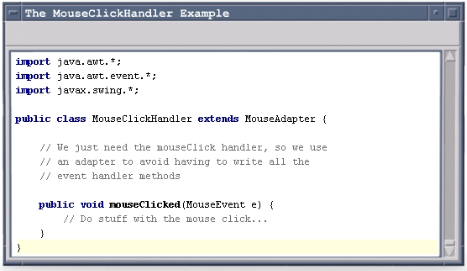 The MouseClickHandler Example
import java.awt.*;
import java.awt.event.*;
import javax.swing.*;
public class MouseClickHandler extends MouseAdapter {
// We just need the mouseClick handler, so we use
// an adapter to avoid having to write all the
// event handler methods
public void mouseClicked(MouseEvent e) {
// Do stuff with the mouse click...
}
}